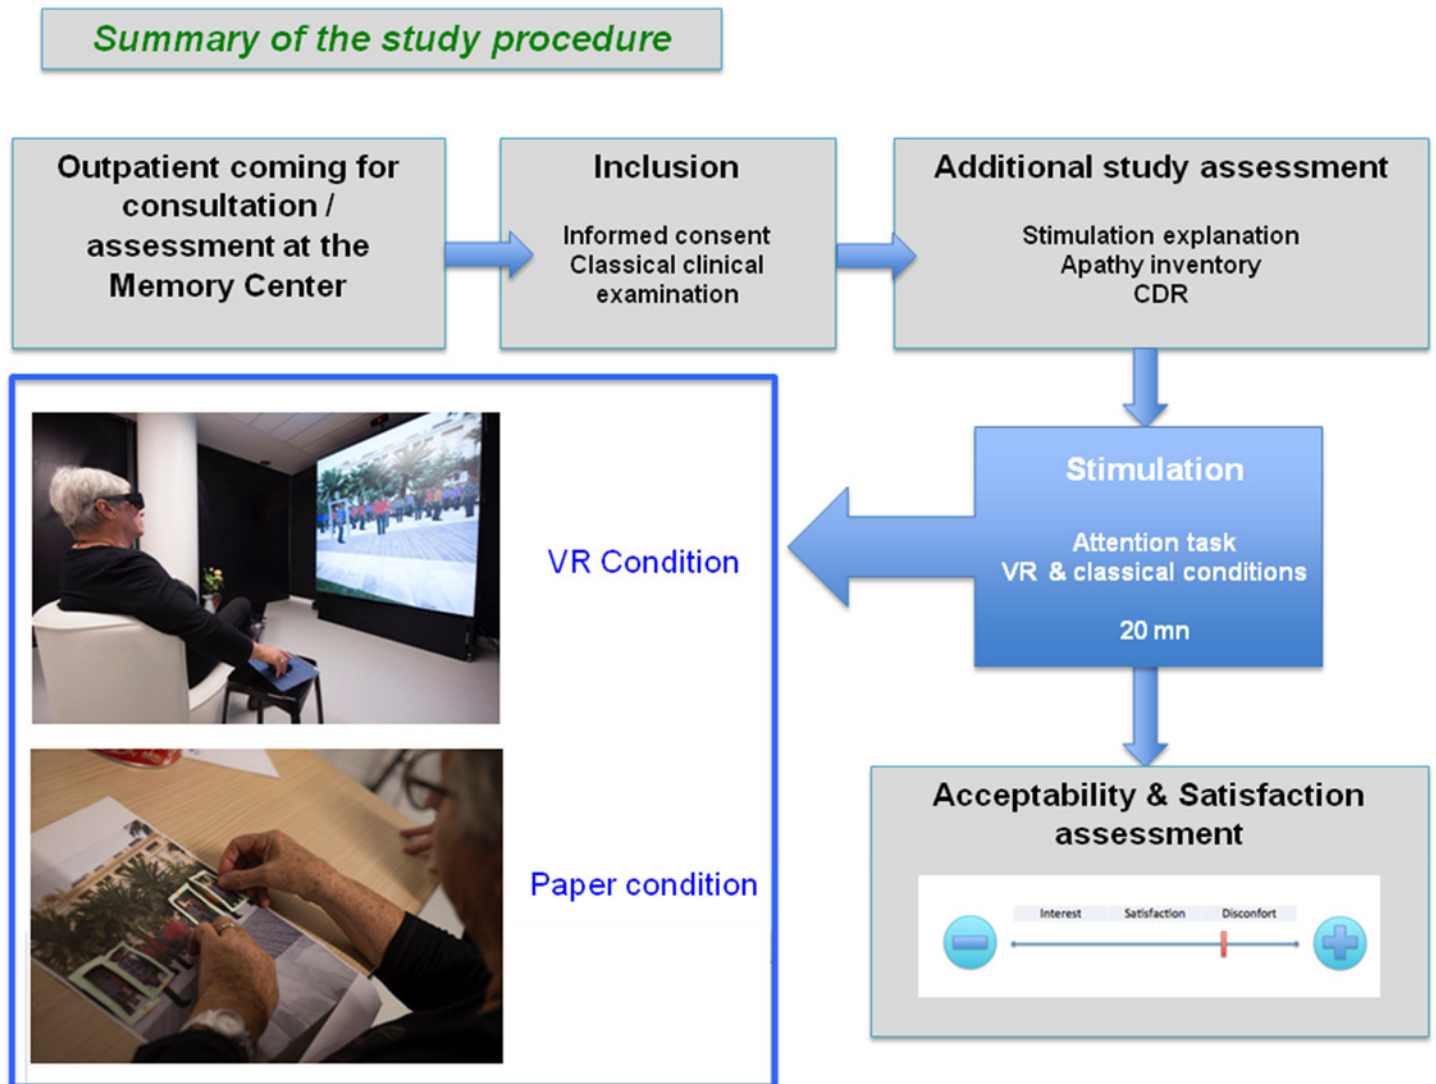 Summary of the study procedure
Outpatient coming for
consultation /
assessment at the
Memory Center
Inclusion
Informed consent
Classical clinical
examination
Additional study assessment
Stimulation explanation
Apathy inventory
CDR
Stimulation
Attention task
VR & classical conditions
20 mn
VR Condition
Paper condition
Acceptability & Satisfaction
assessment
Interest Satisfaction Disconfort